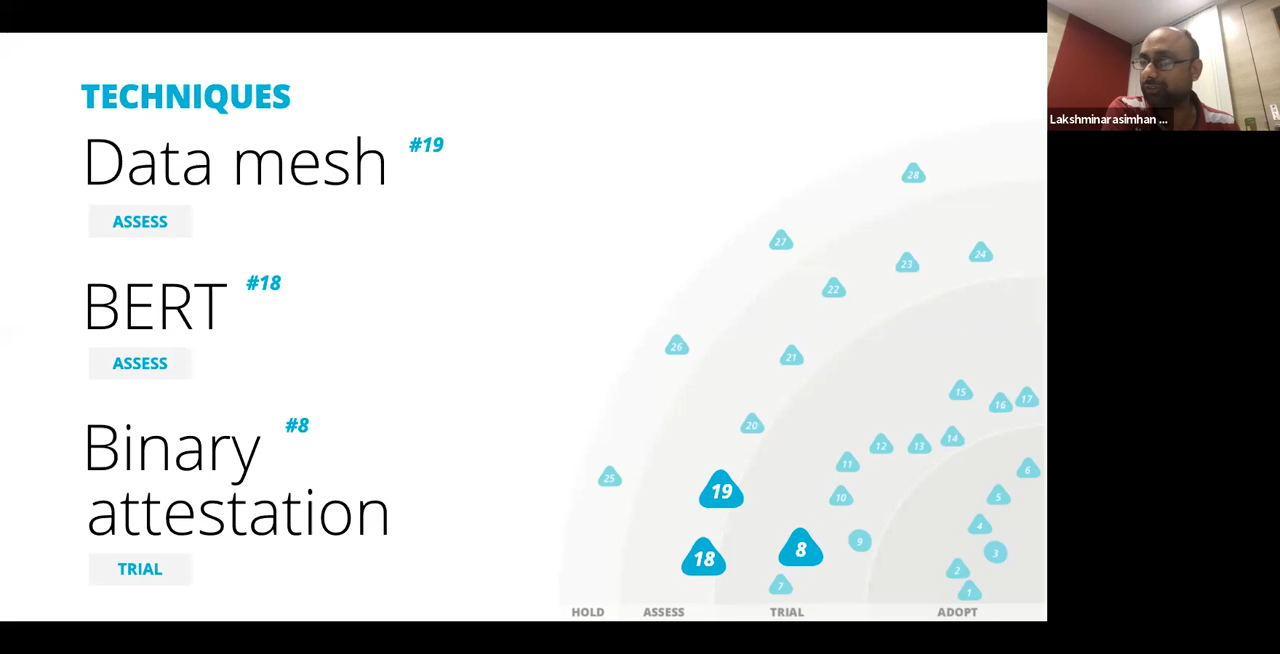 TECHNIQUES
Data mesh #19
ASSESS
BERT #18
ASSESS
Binary #8
attestation
TRIAL
28
27
24
23
22
26
21
15
16
17
20
14
12
13
11
6
25
19
10
5
4
9
8
3
18
2
7
1
HOLD ASSESS TRIAL ADOPT
Lakshminarasimhan ...